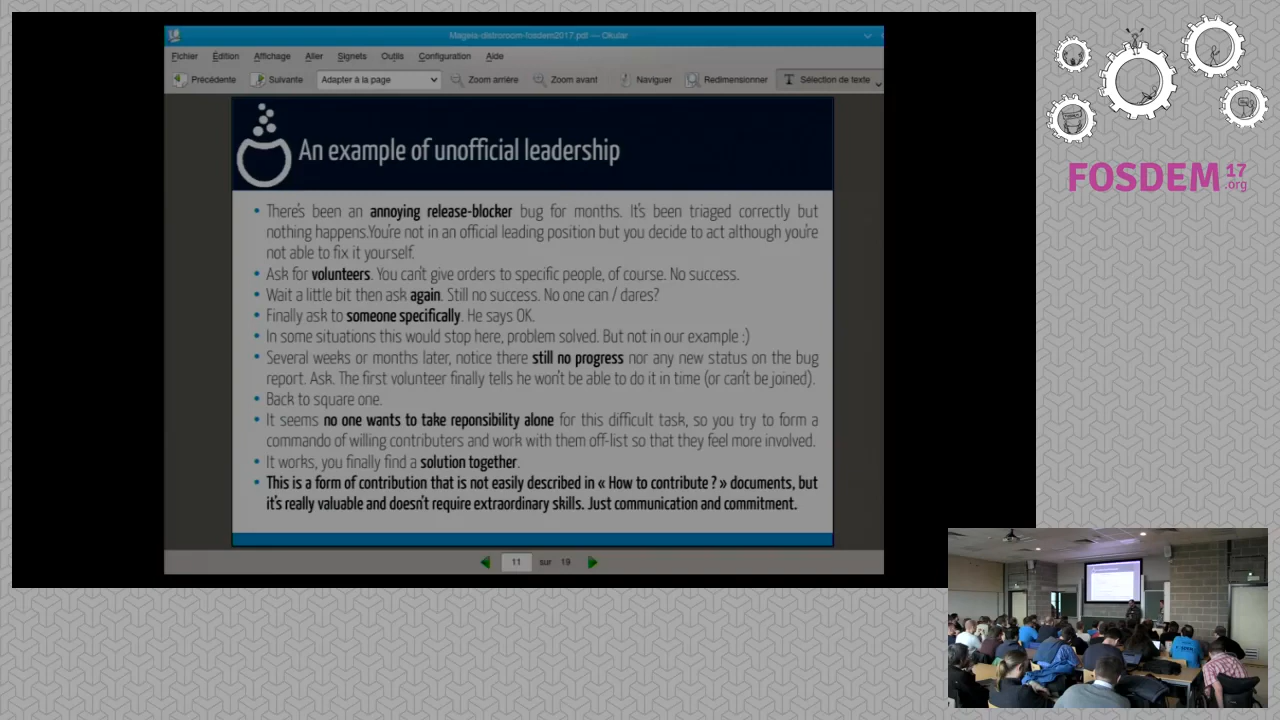 Mageia-distroroom-fosdem2017.pdf — Okular
Fichier Édition Affichage Aller Signets Outils Configuration Aide
Précédente Suivante Adapter à la page Zoom arrière Zoom avant Naviguer Redimensionner Sélection de texte
An example of unofficial leadership
• There's been an annoying release-blocker bug for months. It's been triaged correctly but
nothing happens.You're not in an official leading position but you decide to act although you're
not able to fix it yourself.
• Ask for volunteers. You can't give orders to specific people, of course. No success.
• Wait a little bit then ask again. Still no success. No one can / dares?
• Finally ask to someone specifically. He says OK.
• In some situations this would stop here, problem solved. But not in our example :)
• Several weeks or months later, notice there still no progress nor any new status on the bug
report. Ask. The first volunteer finally tells he won't be able to do it in time (or can't be joined).
• Back to square one.
• It seems no one wants to take reponsibility alone for this difficult task, so you try to form a
commando of willing contributers and work with them off-list so that they feel more involved.
• It works, you finally find a solution together.
• This is a form of contribution that is not easily described in « How to contribute ? » documents, but
it's really valuable and doesn't require extraordinary skills. Just communication and commitment.
11 sur 19
FOSDEM 17
.org